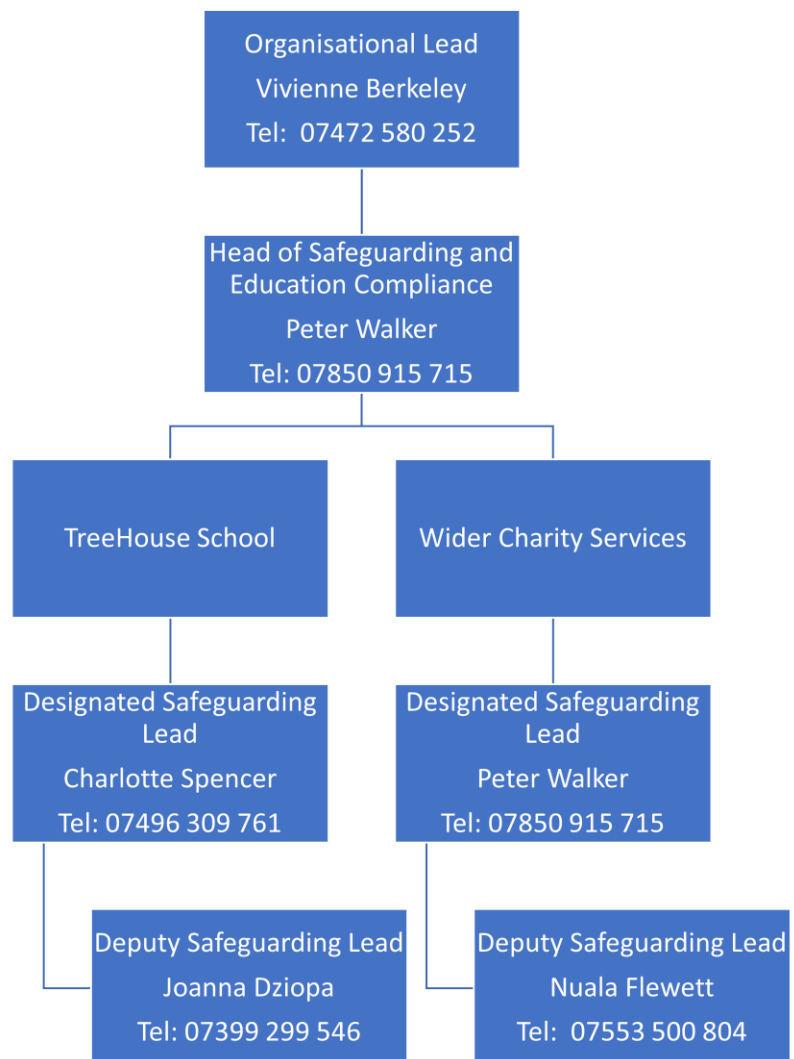 Organisational Lead
Vivienne Berkeley
Tel:  07472 580 252
Head of Safeguarding and
Education Compliance
Peter Walker
Tel: 07850 915 715
TreeHouse School
Wider Charity Services
Designated Safeguarding
Lead
Charlotte Spencer
Tel: 07496 309 761
Designated Safeguarding
Lead
Peter Walker
Tel: 07850 915 715
Deputy Safeguarding Lead
Joanna Dziopa
Tel: 07399 299 546
Deputy Safeguarding Lead
Nuala Flewett
Tel:  07553 500 804